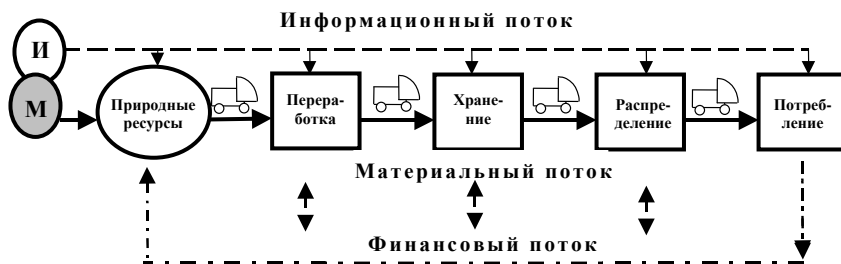 Информационный поток
И
М
Природные
ресурсы
Перера-
ботка
Хране-
ние
Распре-
деление
Потреб-
ление
Материальный поток
Финансовый поток